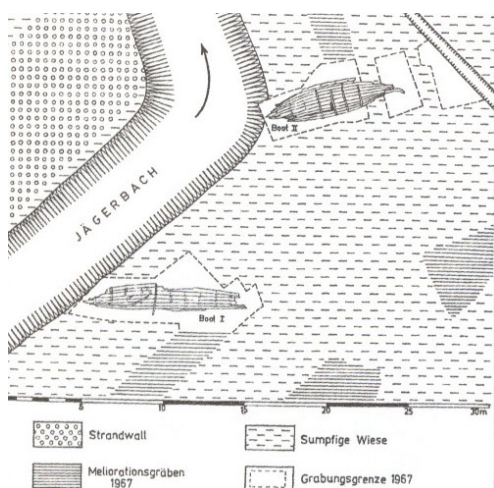 Boot II
JÄGERBACH
Boot I
5 10 15 20 25 30m
Strandwall
Sumpfige Wiese
Meliorationsgräben
1967
Grabungsgrenze 1967